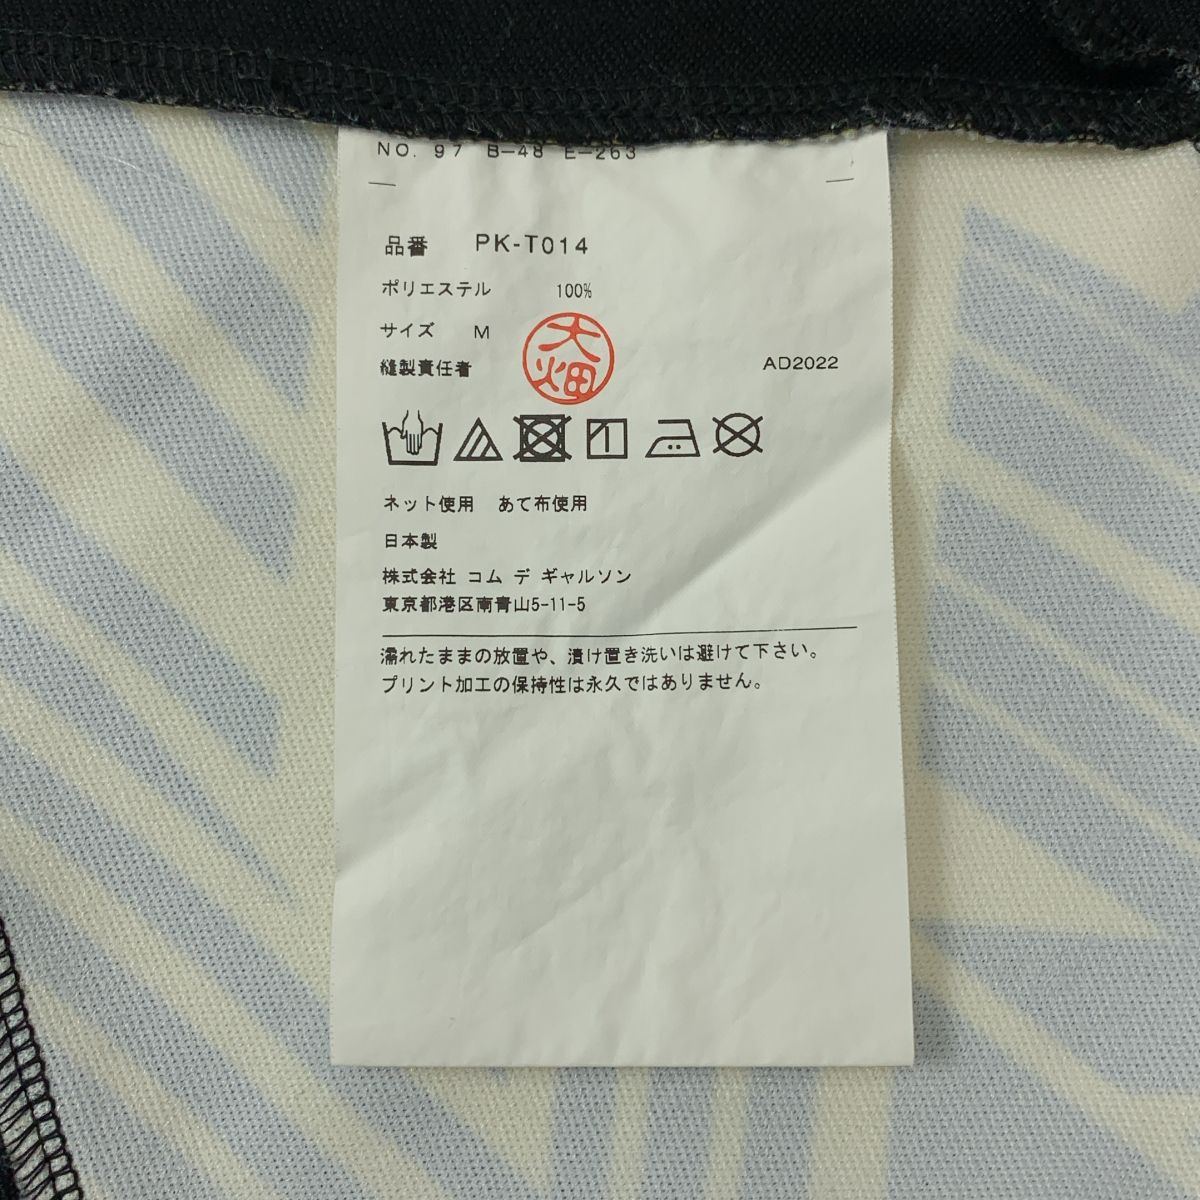 NO. 97 B-48 E-263
品番 PK-T014
ポリエステル 100%
サイズ M
縫製責任者 大畑 AD2022
ネット使用 あて布使用
日本製
株式会社 コム デ ギャルソン
東京都港区南青山5-11-5
濡れたままの放置や、漬け置き洗いは避けて下さい。
プリント加工の保持性は永久ではありません。